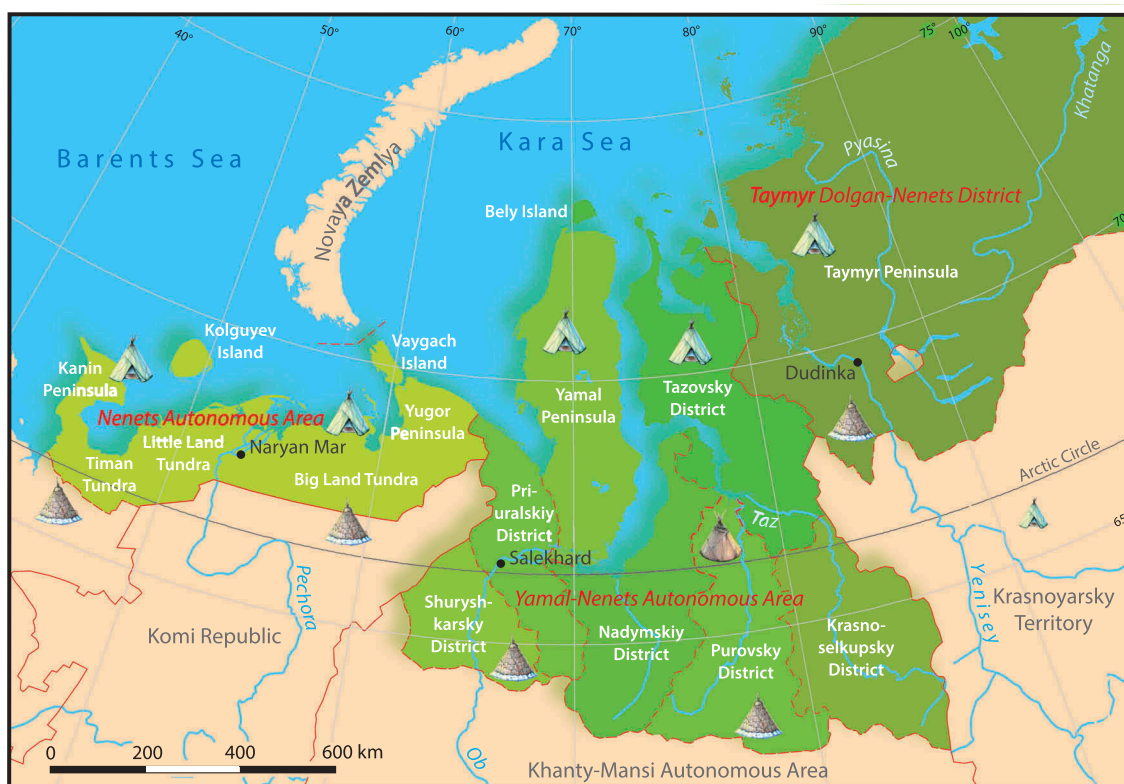 40°
50°
60°
70°
80°
90°
75°
100°
Khatanga
Barents Sea
Kara Sea
Pyasina
Novaya Zemlya
Taymyr Dolgan-Nenets District
Bely Island
70
Taymyr Peninsula
Kolguyev
Island
Vaygach
Island
Kanin
Peninsula
Dudinka
Tazovsky
District
Yamal
Peninsula
Nenets Autonomous Area
Yugor
Peninsula
Little Land
Tundra
Naryan Mar
Timan
Tundra
Big Land Tundra
Arctic Circle
Pri-
uralskiy
District
Taz
65
Salekhard
Pechora
Yenisey
Shurysh-
karsky
District
Yamal-Nenets Autonomous Area
Krasnoyarsky
Territory
Komi Republic
Nadymskiy
District
Purovsky
District
Krasno-
selkupsky
District
Ob
0 200 400 600 km
Khanty-Mansi Autonomous Area